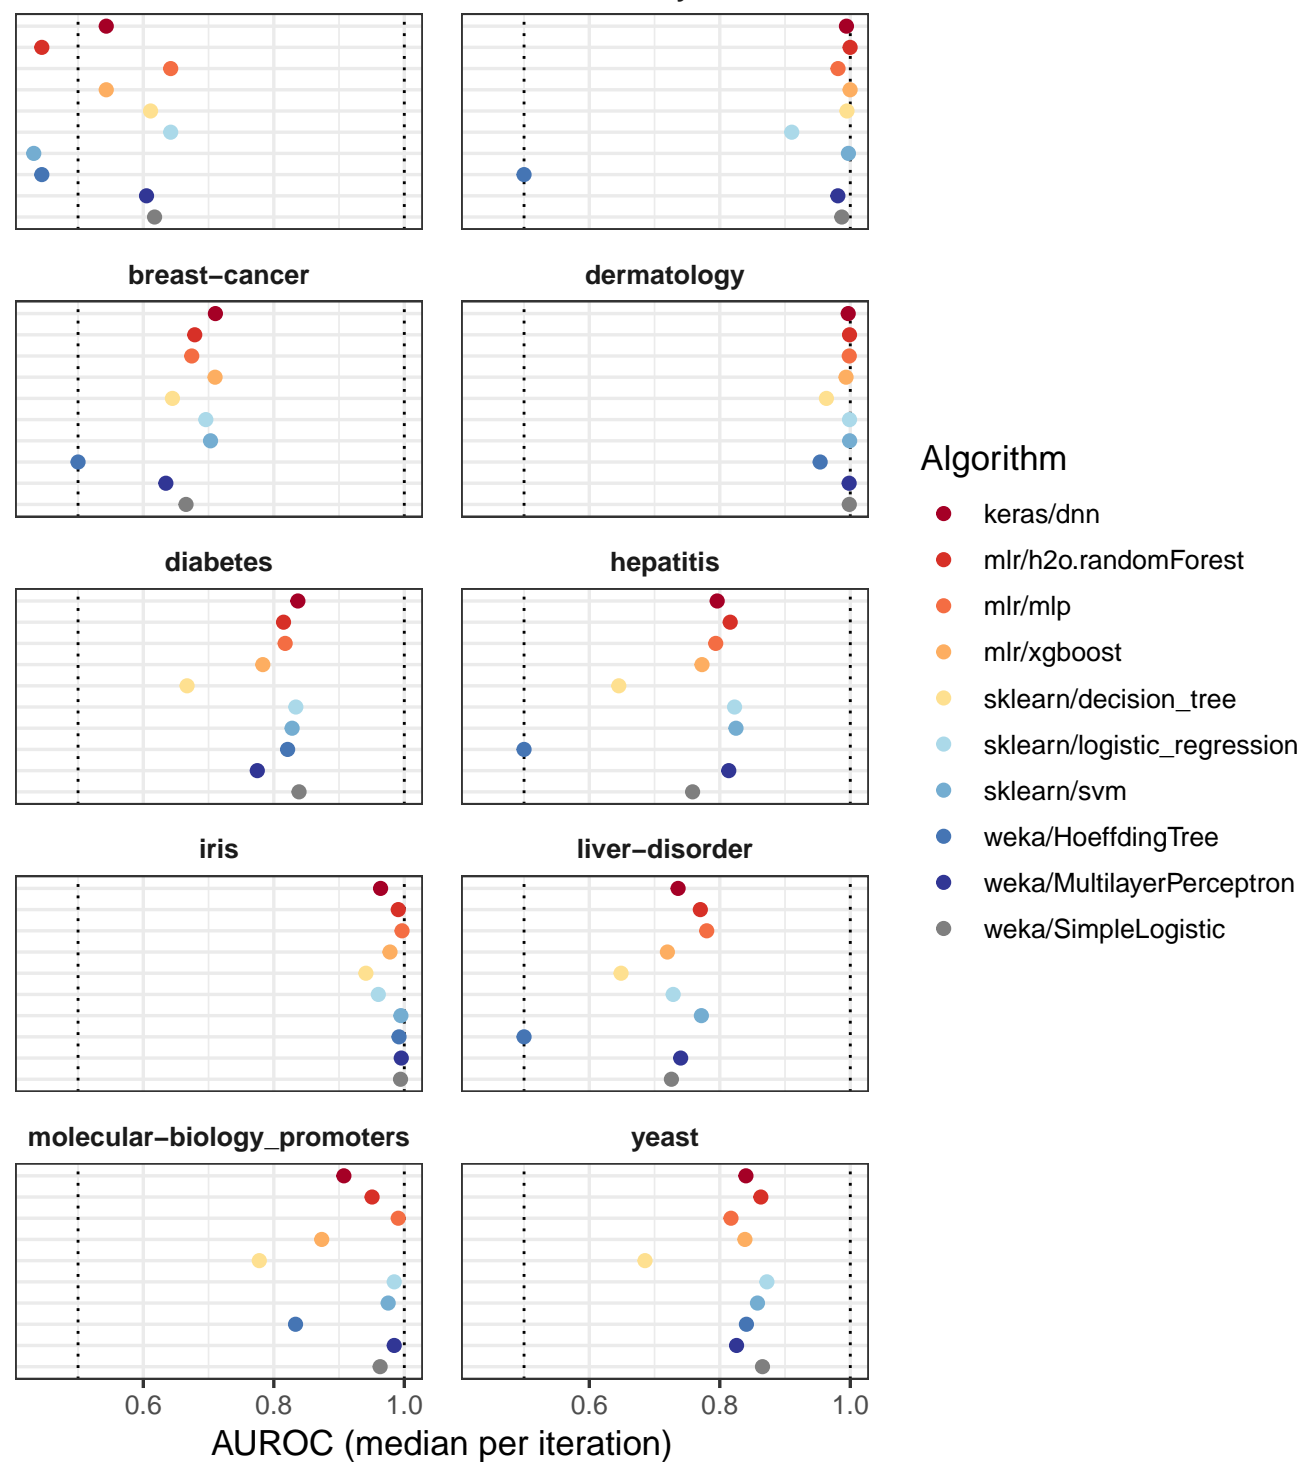 breast−cancer
dermatology
diabetes
hepatitis
iris
liver−disorder
molecular−biology_promoters
yeast
0.6 0.8 1.0
0.6 0.8 1.0
AUROC (median per iteration)
Algorithm
keras/dnn
mlr/h2o.randomForest
mlr/mlp
mlr/xgboost
sklearn/decision_tree
sklearn/logistic_regression
sklearn/svm
weka/HoeffdingTree
weka/MultilayerPerceptron
weka/SimpleLogistic